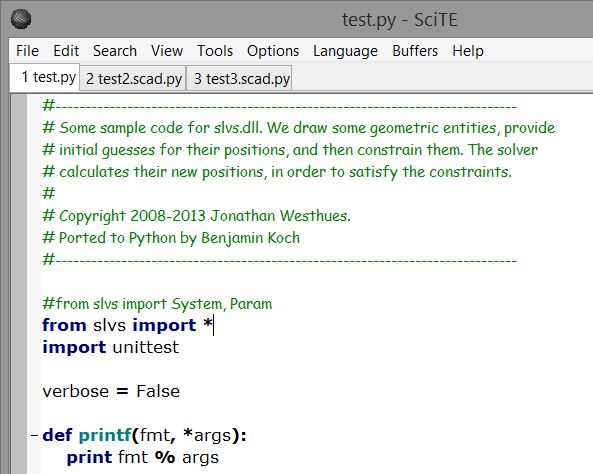 test.py - SciTE
File Edit Search View Tools Options Language Buffers Help
1 test.py 2 test2.scad.py 3 test3.scad.py
#-----------------------------------------------------------------------------
# Some sample code for slvs.dll. We draw some geometric entities, provide
# initial guesses for their positions, and then constrain them. The solver
# calculates their new positions, in order to satisfy the constraints.
#
# Copyright 2008-2013 Jonathan Westhues.
# Ported to Python by Benjamin Koch
#-----------------------------------------------------------------------------
#from slvs import System, Param
from slvs import *
import unittest
verbose = False
def printf(fmt, *args):
print fmt % args